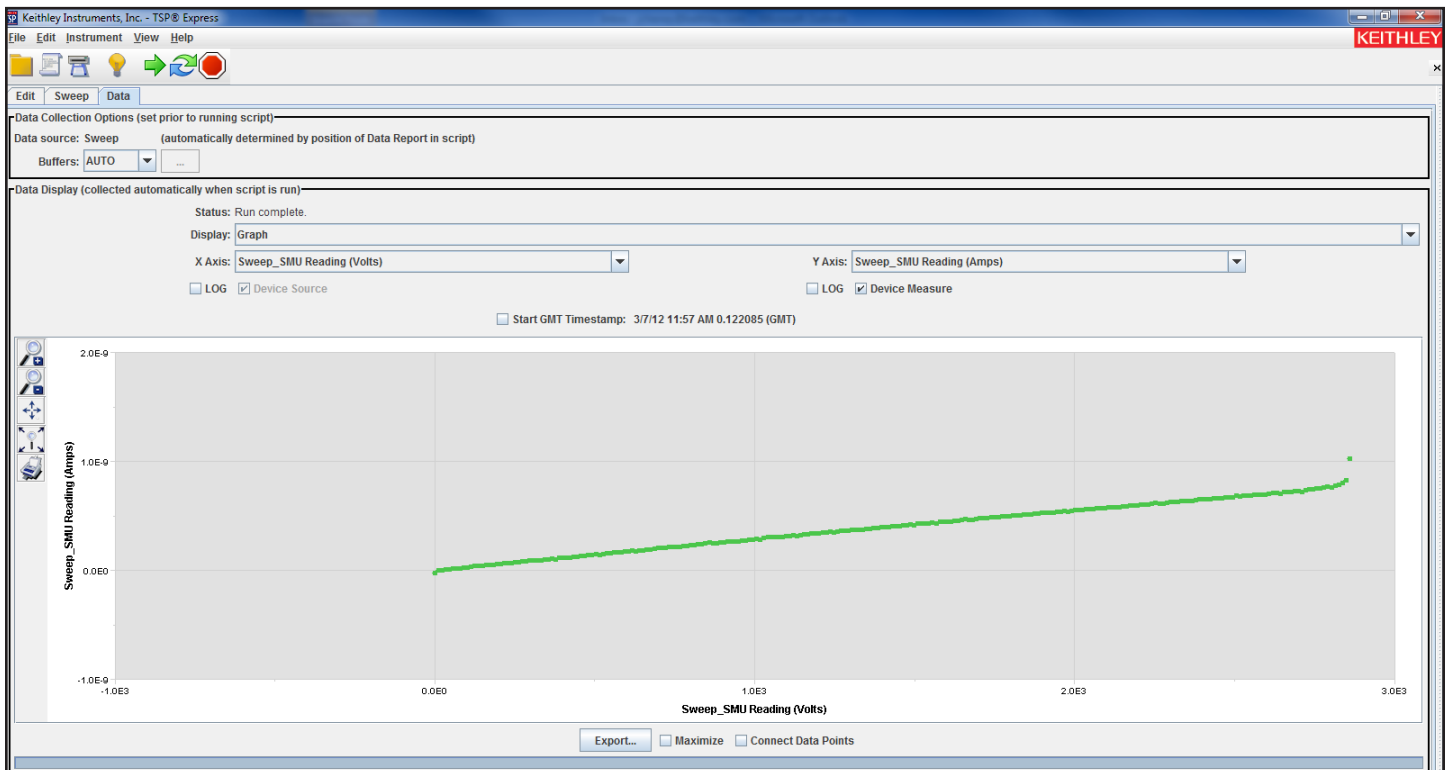 Keithley Instruments, Inc. - TSP® Express
File Edit Instrument View Help
KEITHLEY
Edit Sweep Data
Data Collection Options (set prior to running script)
Data source: Sweep (automatically determined by position of Data Report in script)
Buffers: AUTO ...
Data Display (collected automatically when script is run)
Status: Run complete.
Display: Graph
X Axis: Sweep_SMU Reading (Volts) Y Axis: Sweep_SMU Reading (Amps)
LOG Device Source LOG Device Measure
Start GMT Timestamp: 3/7/12 11:57 AM 0.122085 (GMT)
Sweep_SMU Reading (Amps)
2.0E-9
1.0E-9
0.0E0
-1.0E-9
-1.0E3 0.0E0 1.0E3 2.0E3 3.0E3
Sweep_SMU Reading (Volts)
Export... Maximize Connect Data Points